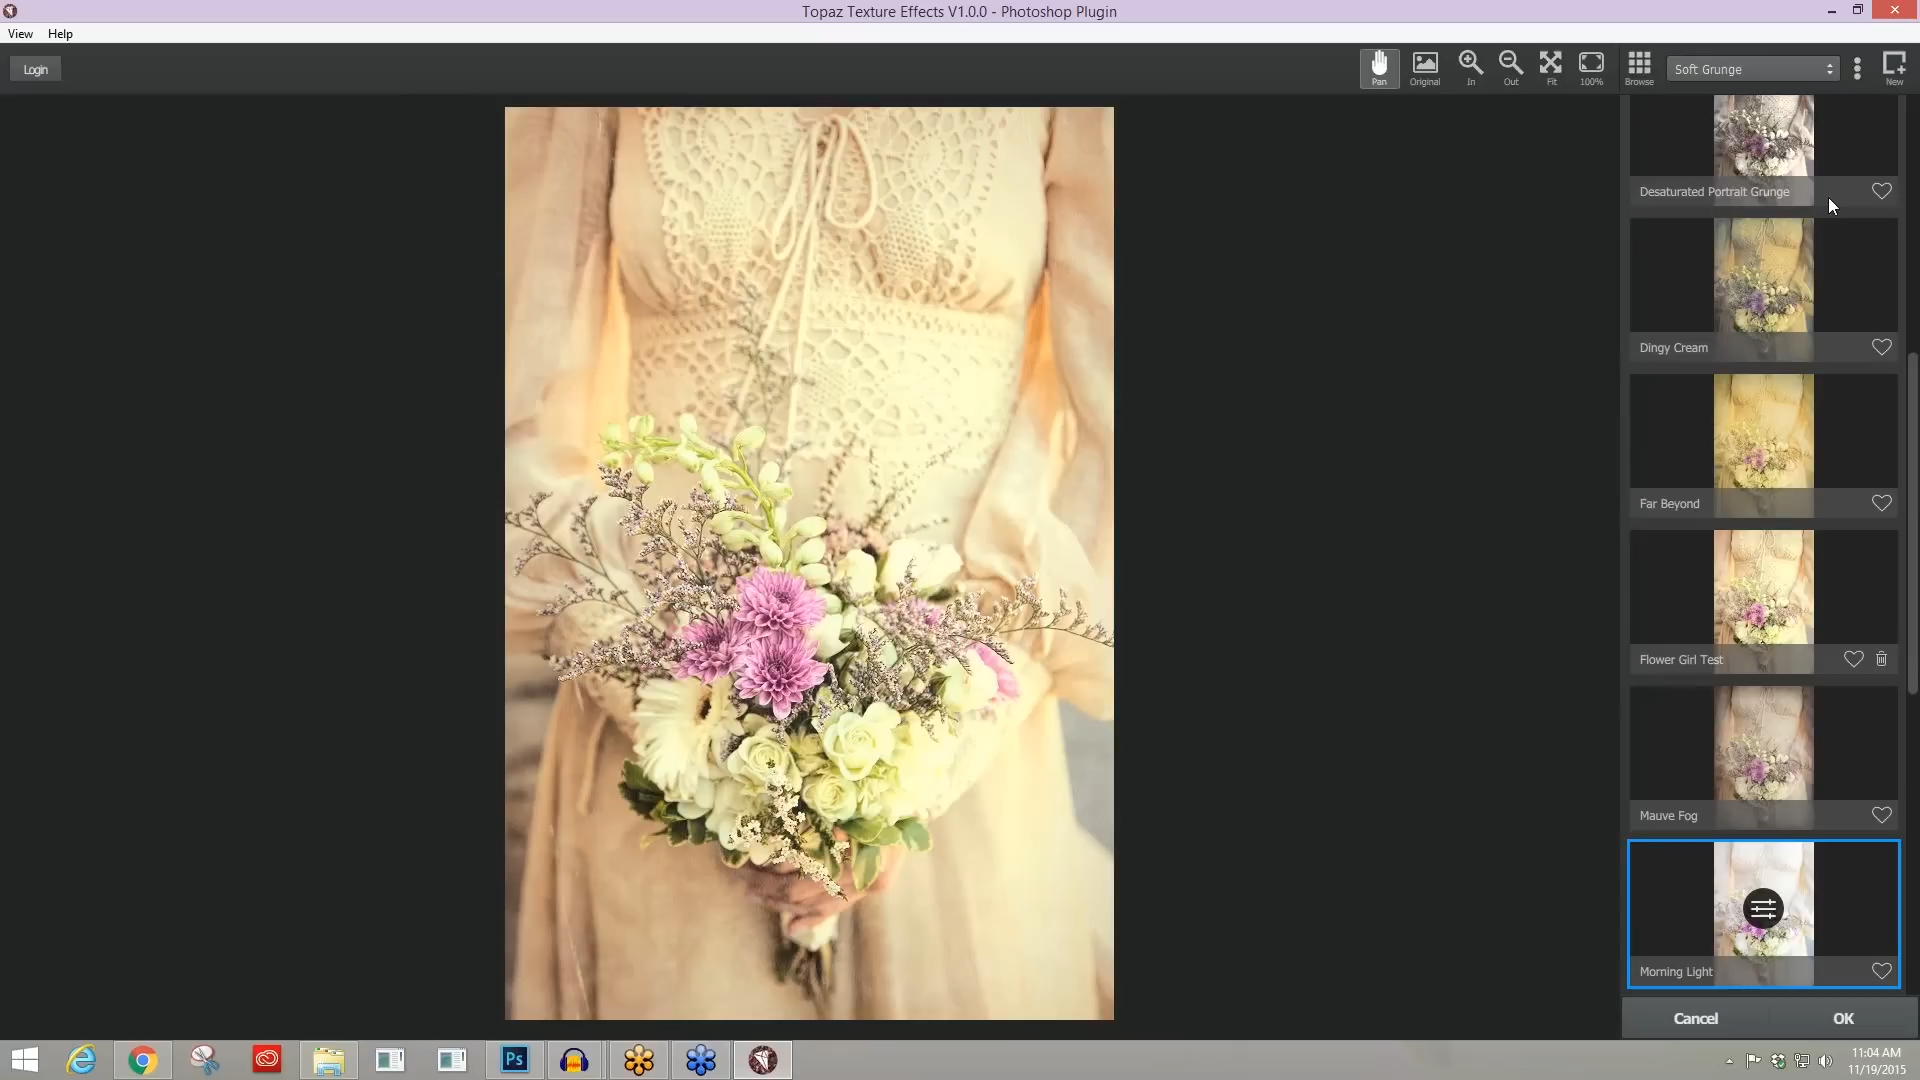 Topaz Texture Effects V1.0.0 - Photoshop Plugin
View Help
Login
Pan Original In Out Fit 100% Browse Soft Grunge New
Desaturated Portrait Grunge
Dingy Cream
Far Beyond
Flower Girl Test
Mauve Fog
Morning Light
Cancel OK
Ps
11:04 AM
11/19/2015